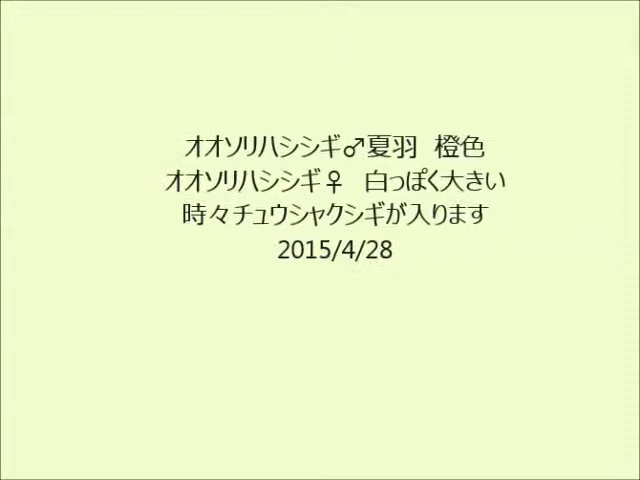 オオソリハシシギ♂夏羽　橙色
オオソリハシシギ♀　白っぽく大きい
時々チュウシャクシギが入ります
2015/4/28